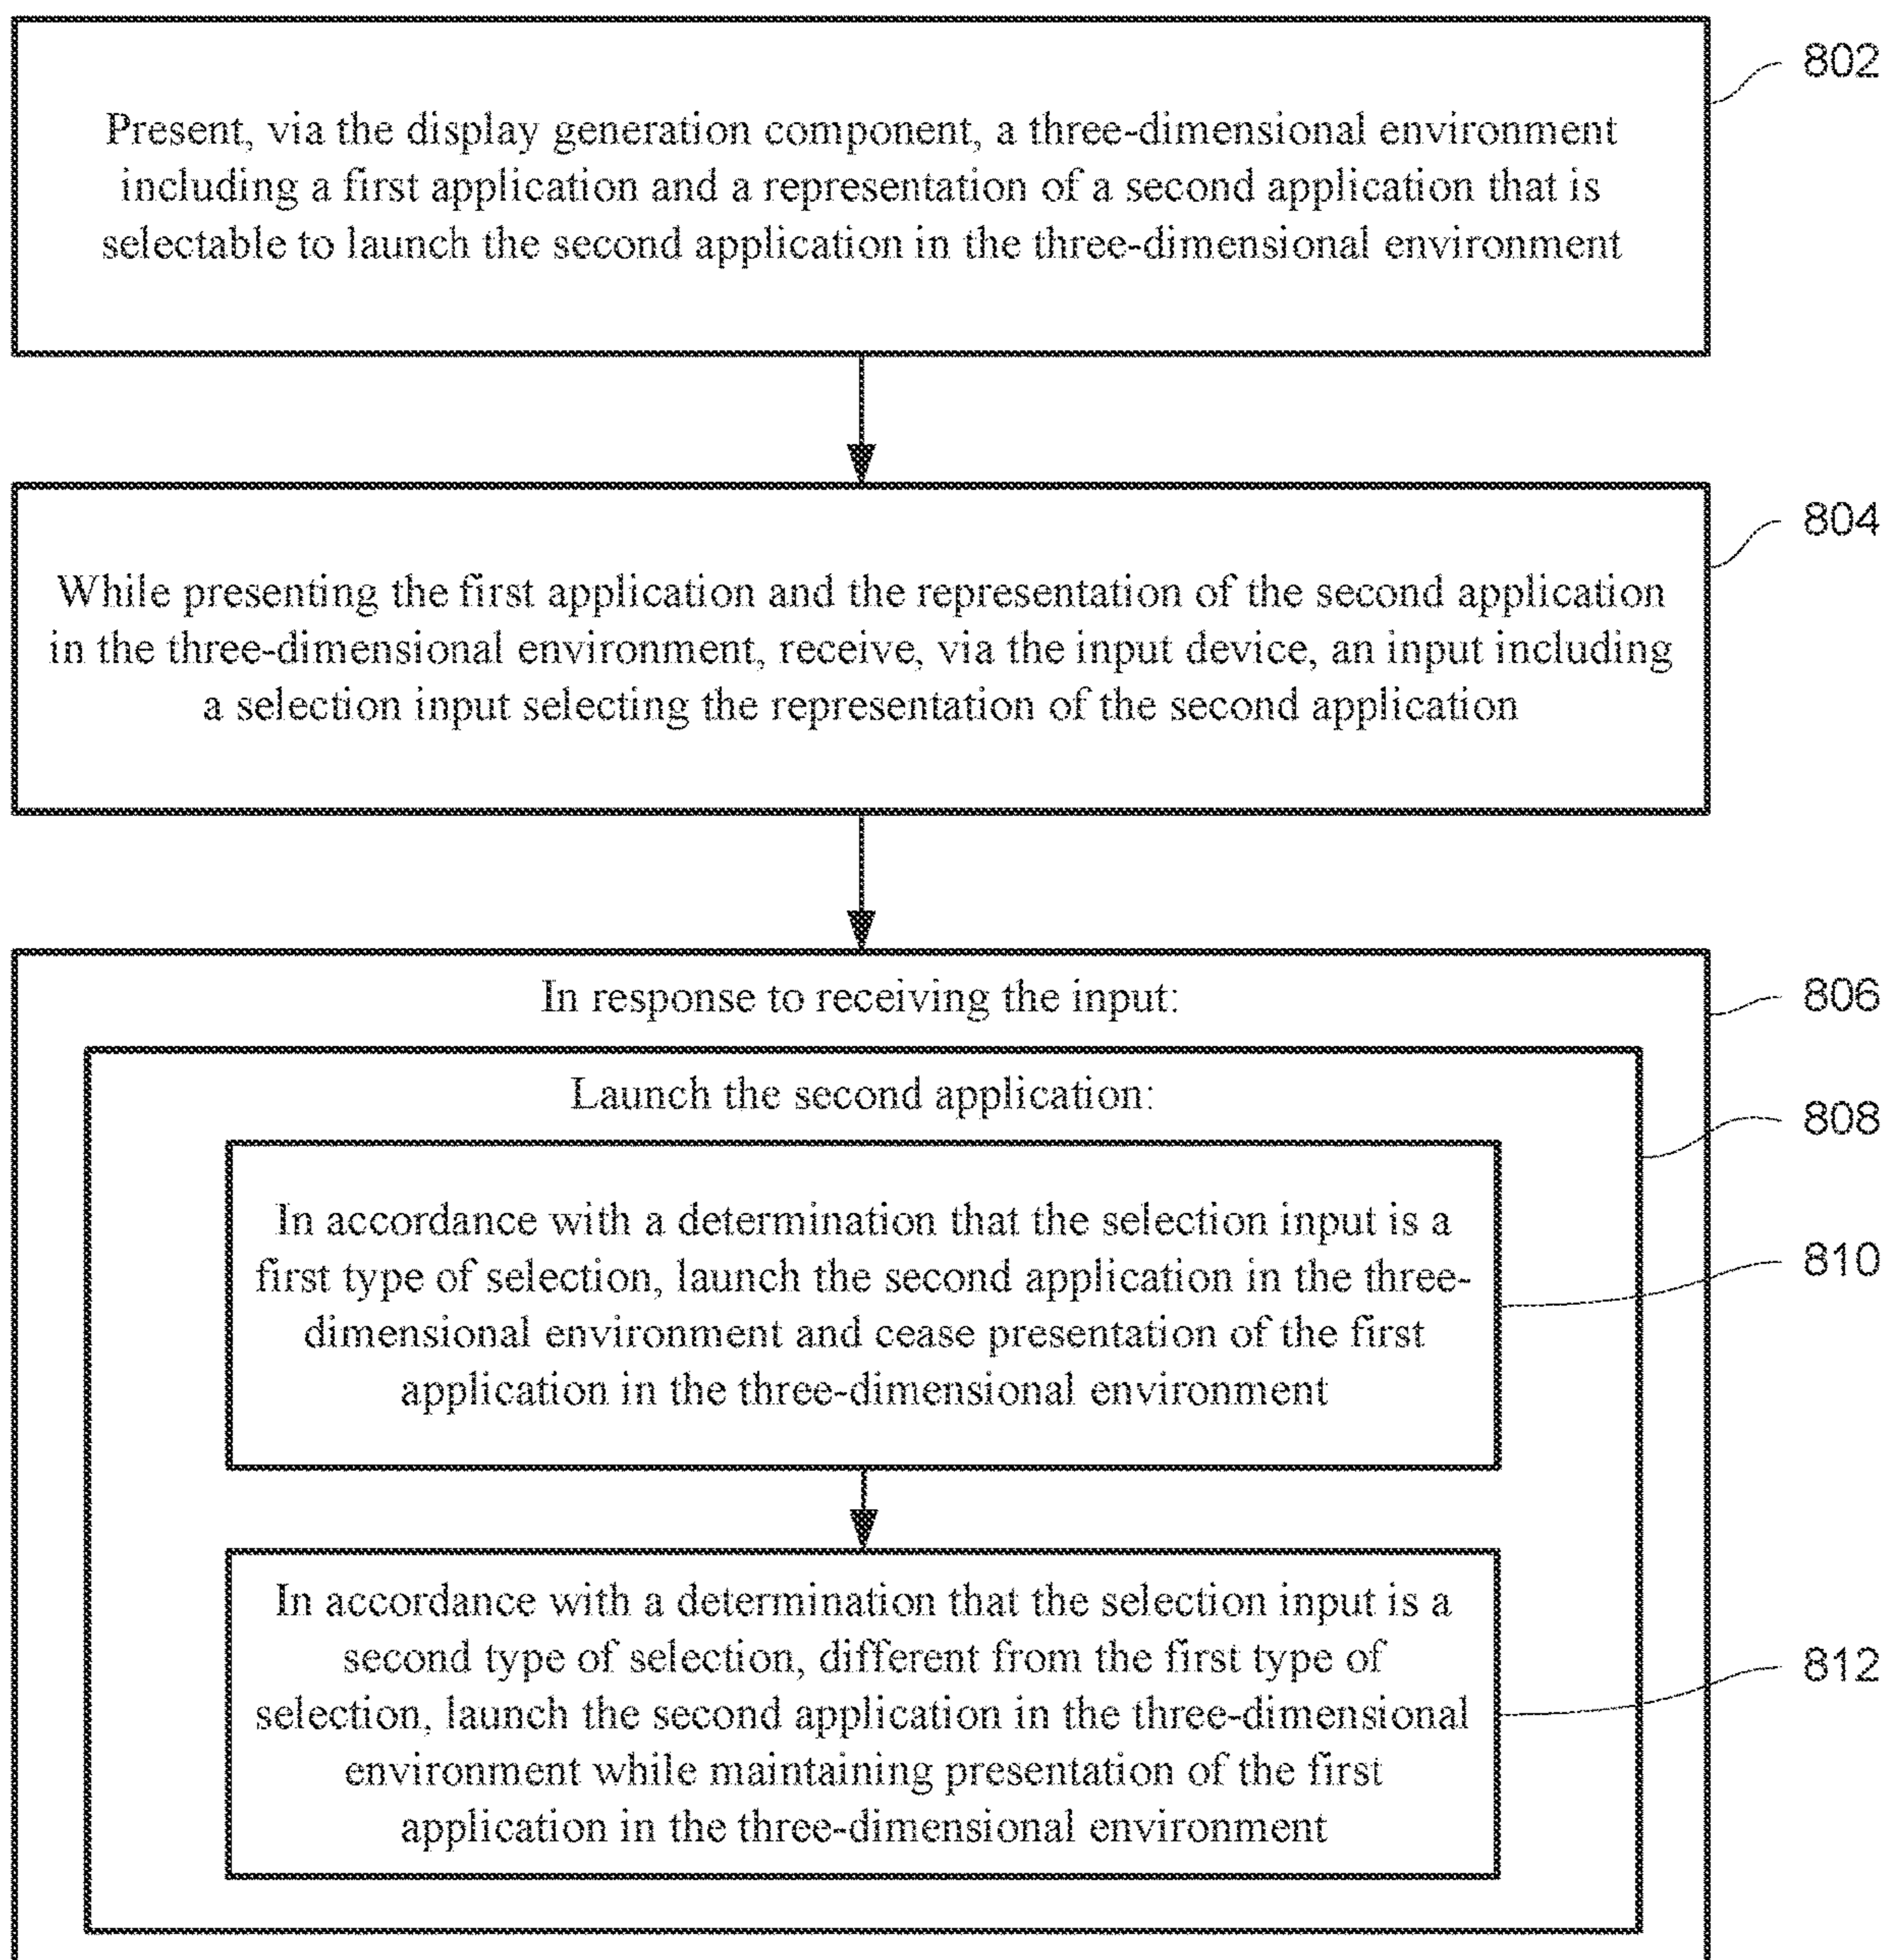 802
Present, via the display generation component, a three-dimensional environment
including a first application and a representation of a second application that is
selectable to launch the second application in the three-dimensional environment
804
While presenting the first application and the representation of the second application
in the three-dimensional environment, receive, via the input device, an input including
a selection input selecting the representation of the second application
806
In response to receiving the input:
808
Launch the second application:
810
In accordance with a determination that the selection input is a
first type of selection, launch the second application in the three-
dimensional environment and cease presentation of the first
application in the three-dimensional environment
812
In accordance with a determination that the selection input is a
second type of selection, different from the first type of
selection, launch the second application in the three-dimensional
environment while maintaining presentation of the first
application in the three-dimensional environment